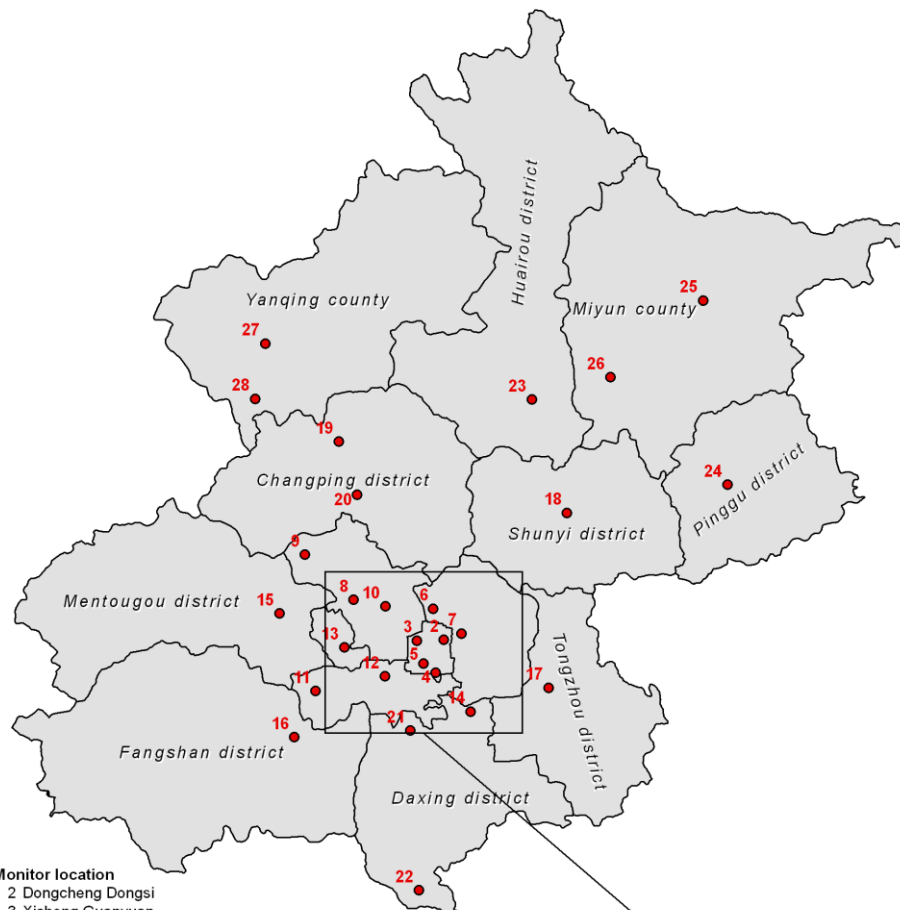 Huairou district
25
Yanqing county
Miyun county
27
26
28
23
19
Changping district
24
20
18
Pinggu district
Shunyi district
9
8
10
6
Mentougou district
15
7
2
3
13
5
12
4
17
Tongzhou district
11
14
21
16
Fangshan district
Daxing district
22
Monitor location
2 Dongcheng Dongsi